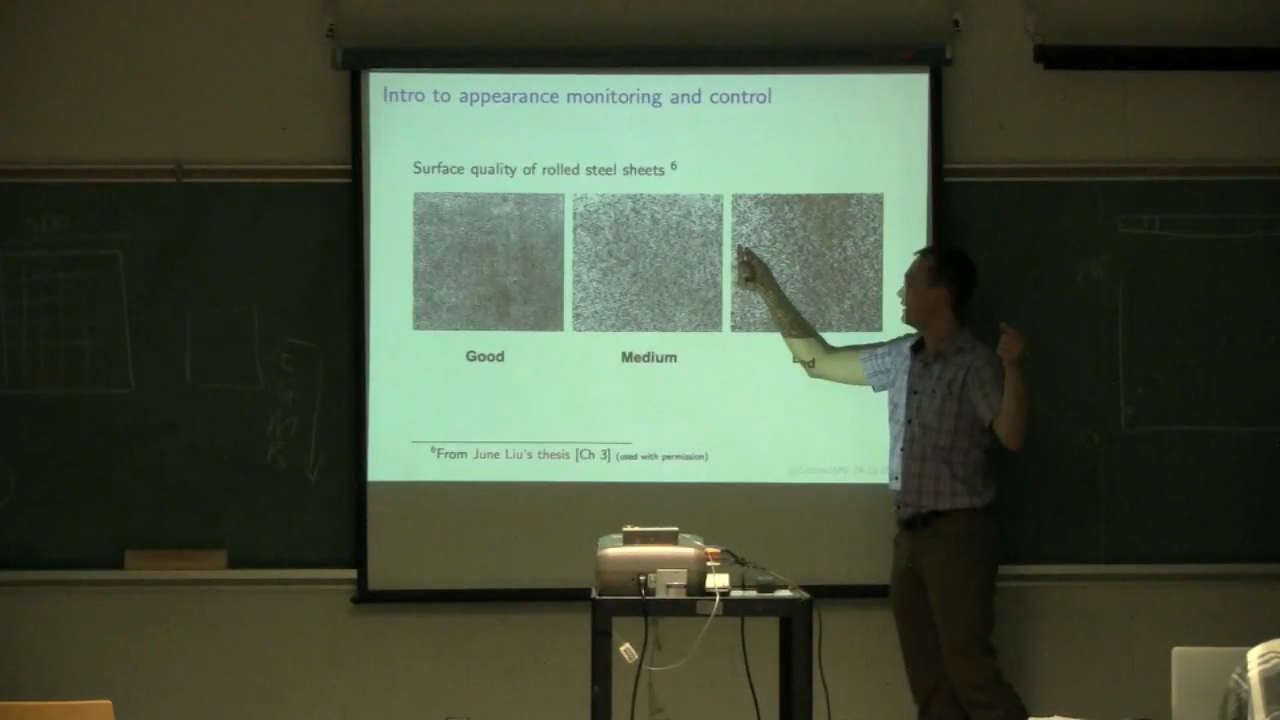 Intro to appearance monitoring and control
Surface quality of rolled steel sheets 6
Good Medium
6From June Liu's thesis [Ch 3] (used with permission)